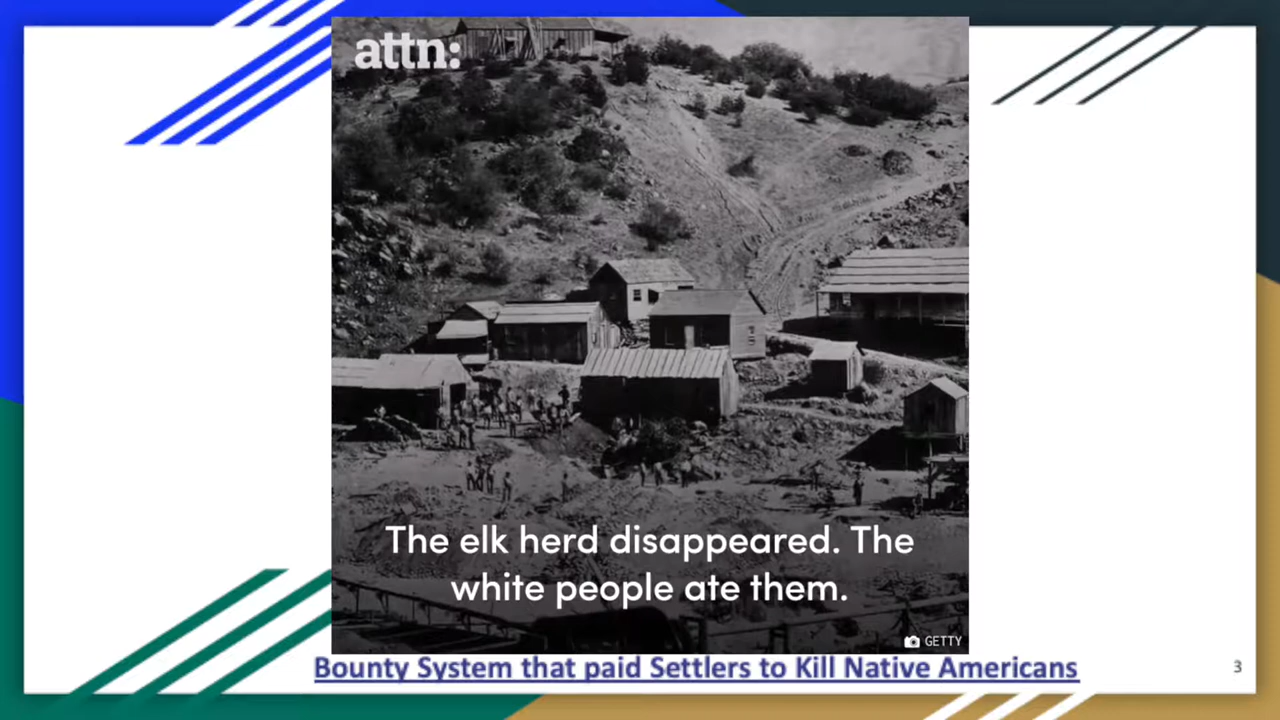 attn:
The elk herd disappeared. The
white people ate them.
GETTY
Bounty System that paid Settlers to Kill Native Americans
3